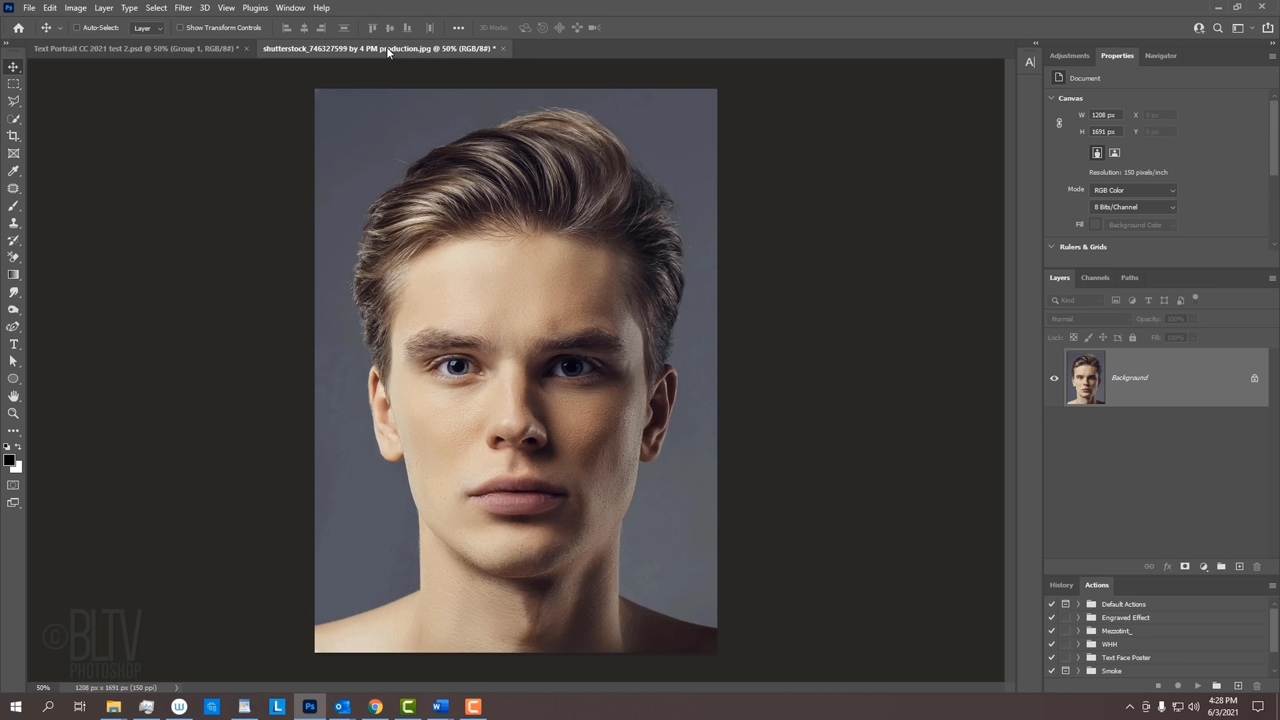 File Edit Image Layer Type Select Filter 3D View Plugins Window Help
Auto-Select: Layer Show Transform Controls 3D Mode:
Text Portrait CC 2021 test 2.psd @ 50% (Group 1, RGB/8#) * shutterstock_746327599 by 4 PM production.jpg @ 50% (RGB/8#) *
Adjustments Properties Navigator
Document
Canvas
W 1208 px X 0 px
H 1691 px Y 0 px
Resolution: 150 pixels/inch
Mode RGB Color
8 Bits/Channel
Fill Background Color
Rulers & Grids
Layers Channels Paths
Kind
Normal Opacity: 100%
Lock: Fill: 100%
Background
History Actions
Default Actions
Engraved Effect
Mezzotint_
WHH
Text Face Poster
Smoke
© BLTV
PHOTOSHOP
50% 1208 px x 1691 px (150 ppi)
4:28 PM
6/3/2021